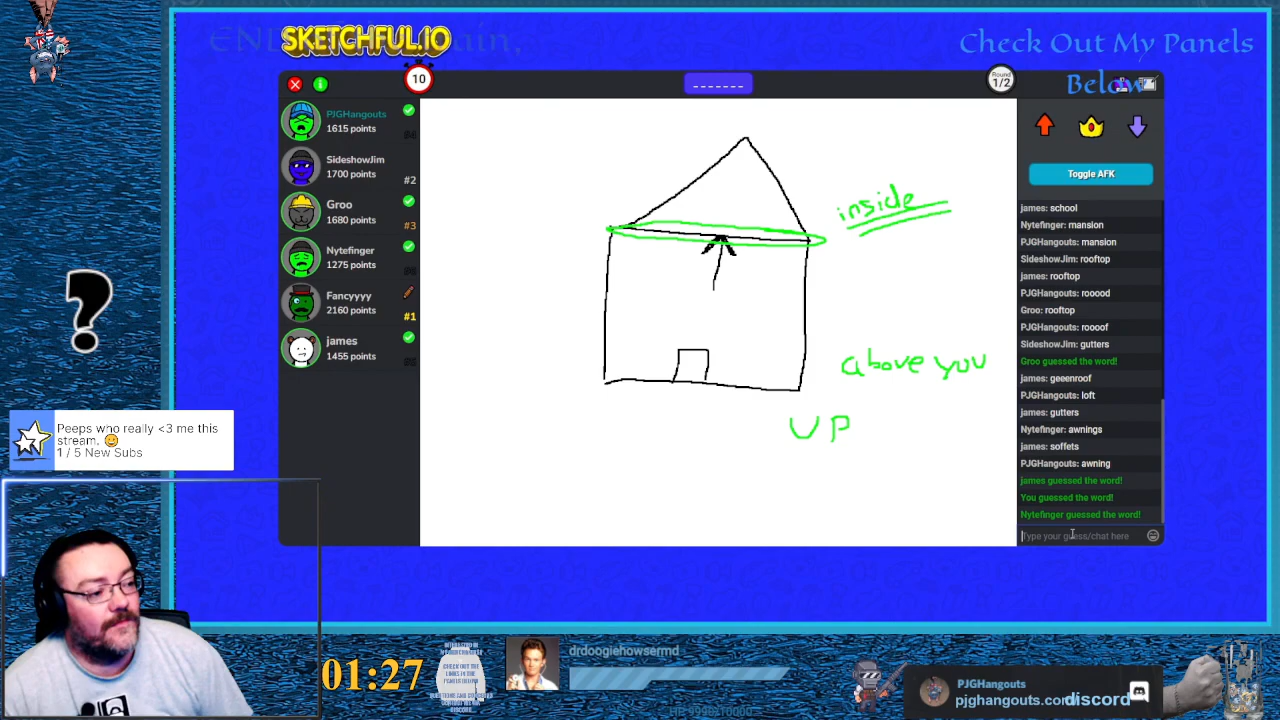 Check Out My Panels
Below
SKETCHFUL.IO
10
_ _ _ _ _ _ _
Round
1/2
PJGHangouts
1615 points
#4
SideshowJim
1700 points
#2
Groo
1680 points
#3
Nytefinger
1275 points
Fancyyyy
2160 points
#1
james
1455 points
#5
inside
above you
UP
Toggle AFK
james: school
Nytefinger: mansion
PJGHangouts: mansion
SideshowJim: rooftop
james: rooftop
PJGHangouts: rooood
Groo: rooftop
PJGHangouts: roooof
SideshowJim: gutters
Groo guessed the word!
james: geeenroof
PJGHangouts: loft
james: gutters
Nytefinger: awnings
james: soffets
PJGHangouts: awning
james guessed the word!
You guessed the word!
Nytefinger guessed the word!
Type your guess/chat here
Peeps who really <3 me this
stream.
1 / 5 New Subs
01:27
drdoogiehowsermd
PJGHangouts
pjghangouts.com/discord